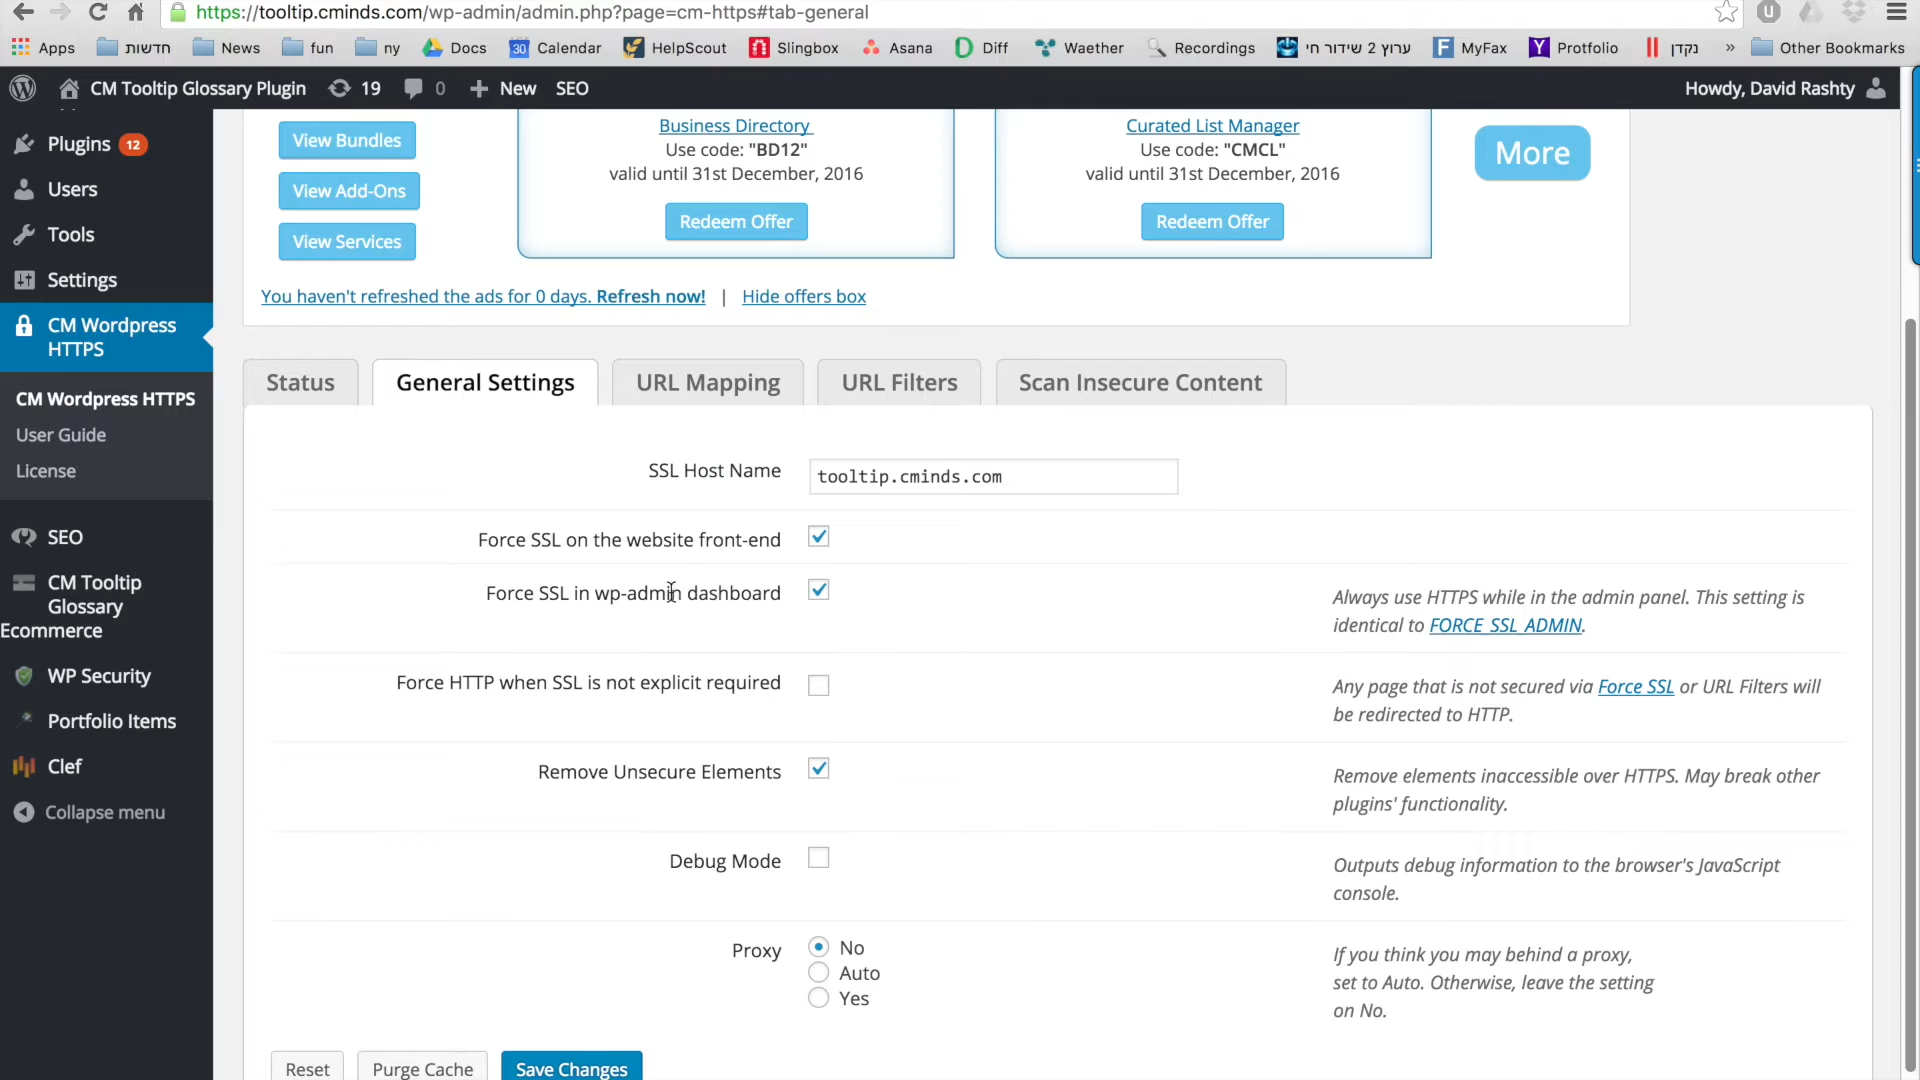 https://tooltip.cminds.com/wp-admin/admin.php?page=cm-https#tab-general
Apps חדשות News fun ny Docs 30 Calendar HelpScout Slingbox Asana Diff Waether Recordings ערוץ 2 שידור חי MyFax Protfolio נקדן » Other Bookmarks
CM Tooltip Glossary Plugin 19 0 New SEO Howdy, David Rashty
Plugins 12
Users
Tools
Settings
CM Wordpress
HTTPS
CM Wordpress HTTPS
User Guide
License
SEO
CM Tooltip
Glossary
Ecommerce
WP Security
Portfolio Items
Clef
Collapse menu
View Bundles
View Add-Ons
View Services
Business Directory
Use code: "BD12"
valid until 31st December, 2016
Redeem Offer
Curated List Manager
Use code: "CMCL"
valid until 31st December, 2016
Redeem Offer
More
You haven't refreshed the ads for 0 days. Refresh now! | Hide offers box
Status General Settings URL Mapping URL Filters Scan Insecure Content
SSL Host Name tooltip.cminds.com
Force SSL on the website front-end
Force SSL in wp-admin dashboard
Always use HTTPS while in the admin panel. This setting is
identical to FORCE_SSL_ADMIN.
Force HTTP when SSL is not explicit required
Any page that is not secured via Force SSL or URL Filters will
be redirected to HTTP.
Remove Unsecure Elements
Remove elements inaccessible over HTTPS. May break other
plugins' functionality.
Debug Mode
Outputs debug information to the browser's JavaScript
console.
Proxy
No
Auto
Yes
If you think you may behind a proxy,
set to Auto. Otherwise, leave the setting
on No.
Reset Purge Cache Save Changes